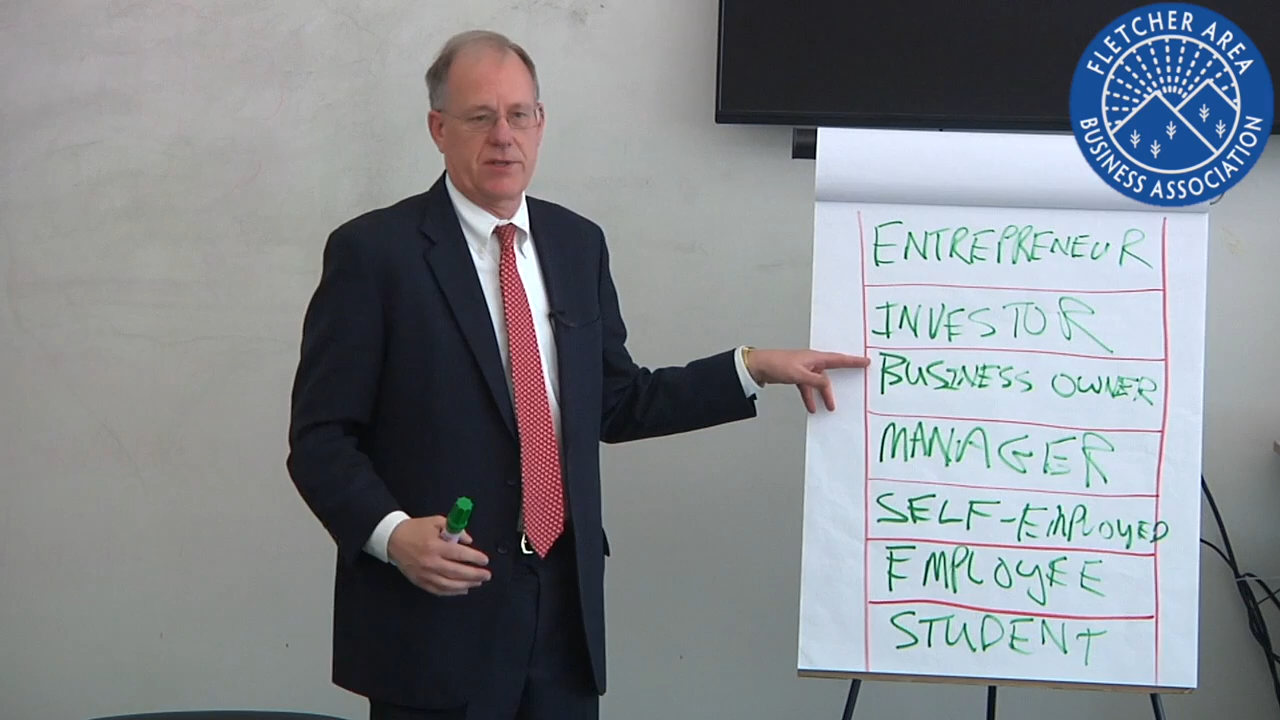 FLETCHER AREA
BUSINESS ASSOCIATION
ENTREPRENEUR
INVESTOR
BUSINESS OWNER
MANAGER
SELF-EMPLOYED
EMPLOYEE
STUDENT